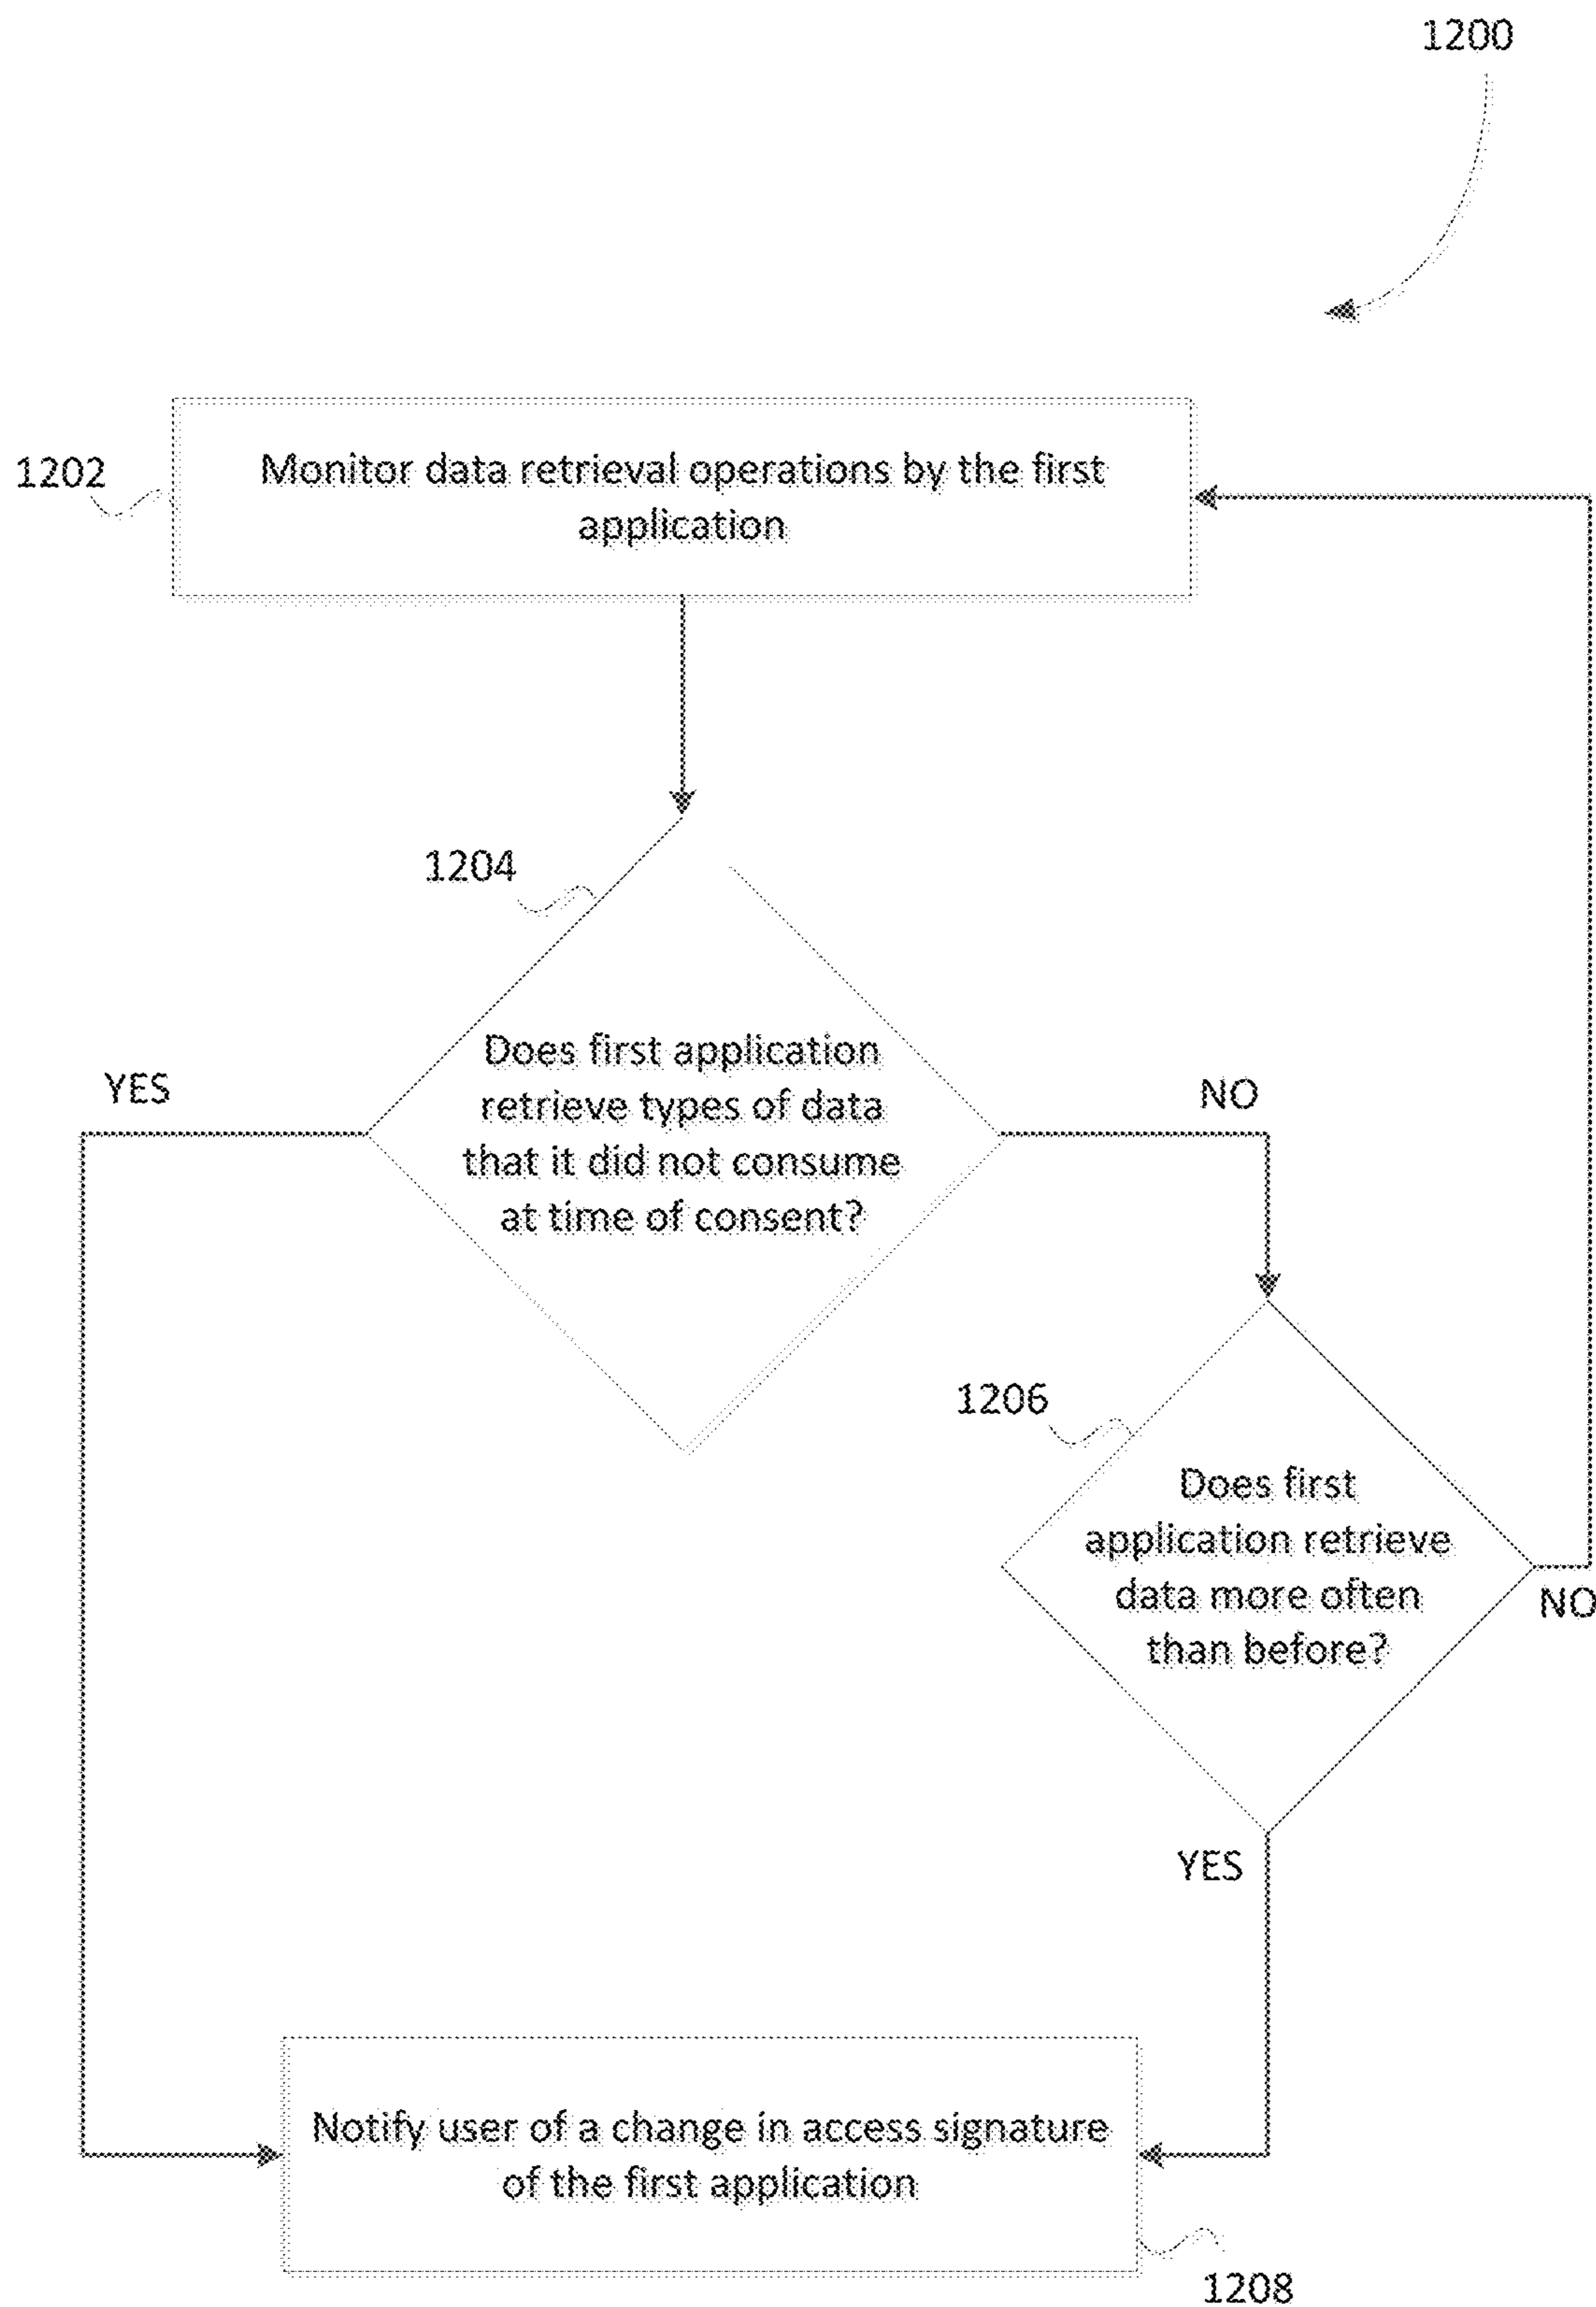 1200
1202
Monitor data retrieval operations by the first
application
1204
Does first application
retrieve types of data
that it did not consume
at time of consent?
YES
NO
1206
Does first
application retrieve
data more often
than before?
NO
YES
Notify user of a change in access signature
of the first application
1208